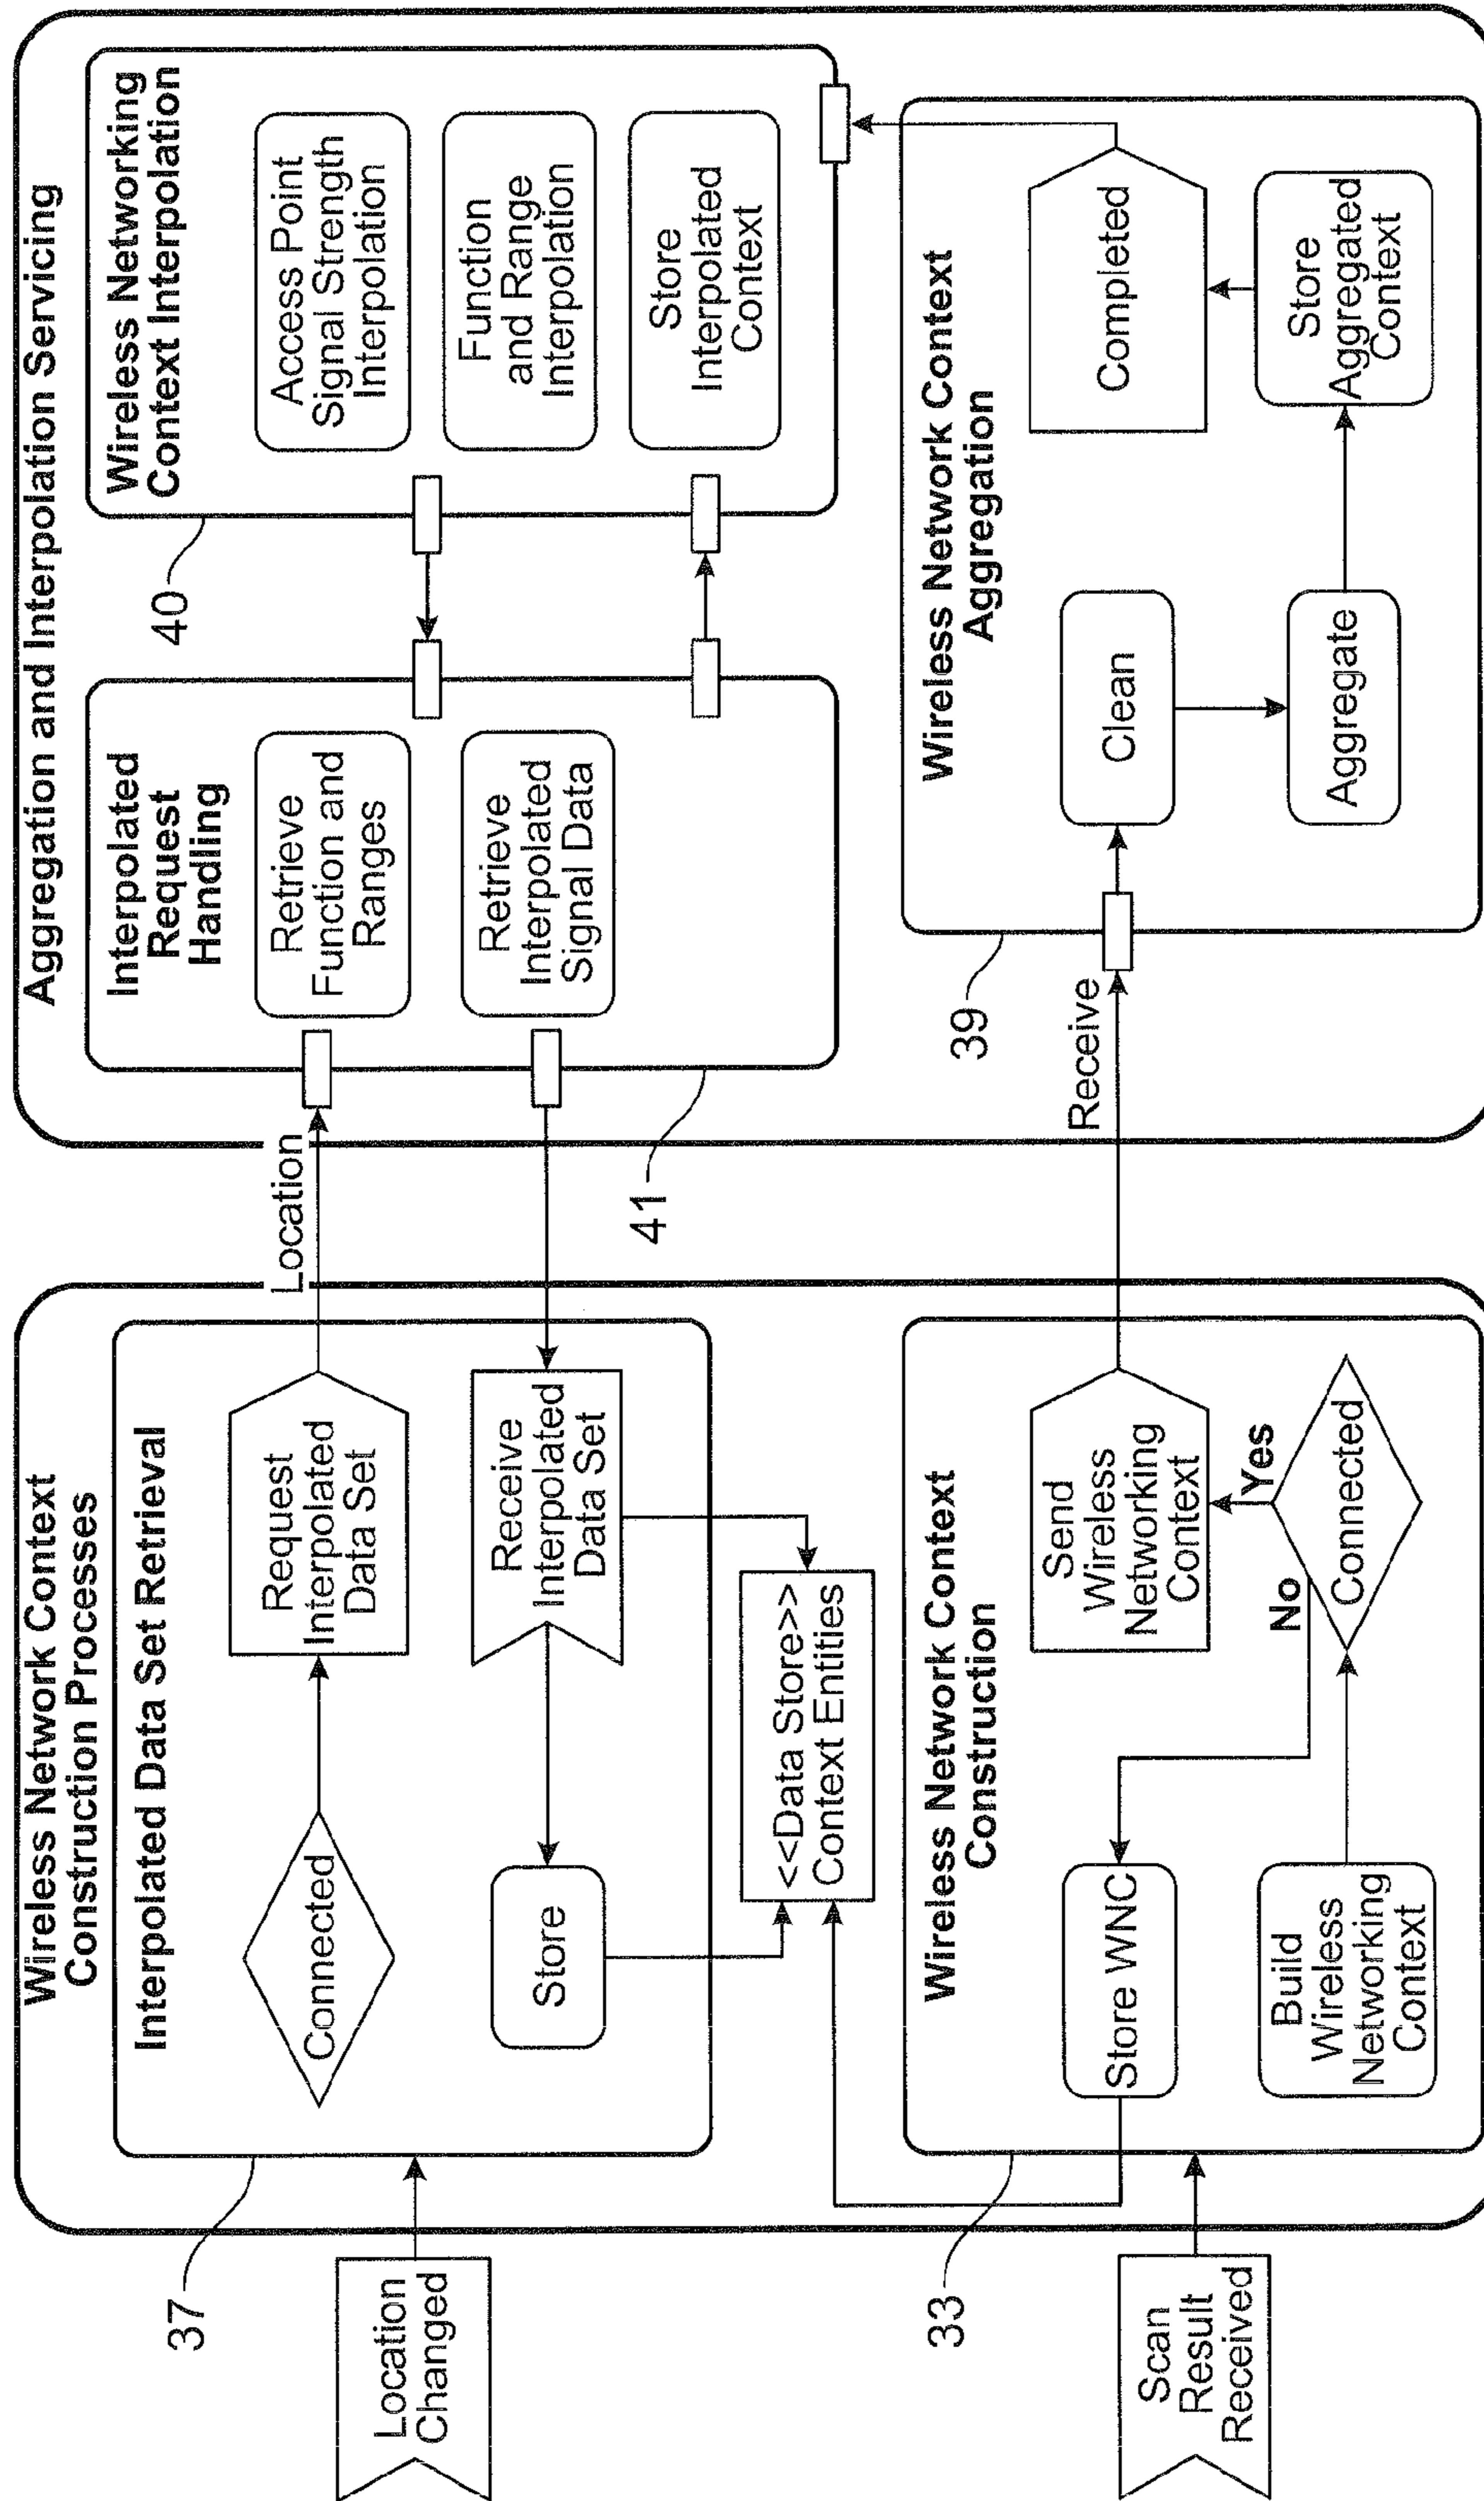 Wireless Network Context
Construction Processes
Interpolated Data Set Retrieval
37
Location
Changed
Connected
Request
Interpolated
Data Set
Store
Receive
Interpolated
Data Set
<<Data Store>>
Context Entities
Wireless Network Context
Construction
33
Scan
Result
Received
Store WNC
Build
Wireless
Networking
Context
No
Yes
Connected
Send
Wireless
Networking
Context
Aggregation and Interpolation Servicing
Location
Interpolated
Request
Handling
Retrieve
Function and
Ranges
Retrieve
Interpolated
Signal Data
41
40
Wireless Networking
Context Interpolation
Access Point
Signal Strength
Interpolation
Function
and Range
Interpolation
Store
Interpolated
Context
Receive
39
Wireless Network Context
Aggregation
Clean
Aggregate
Completed
Store
Aggregated
Context